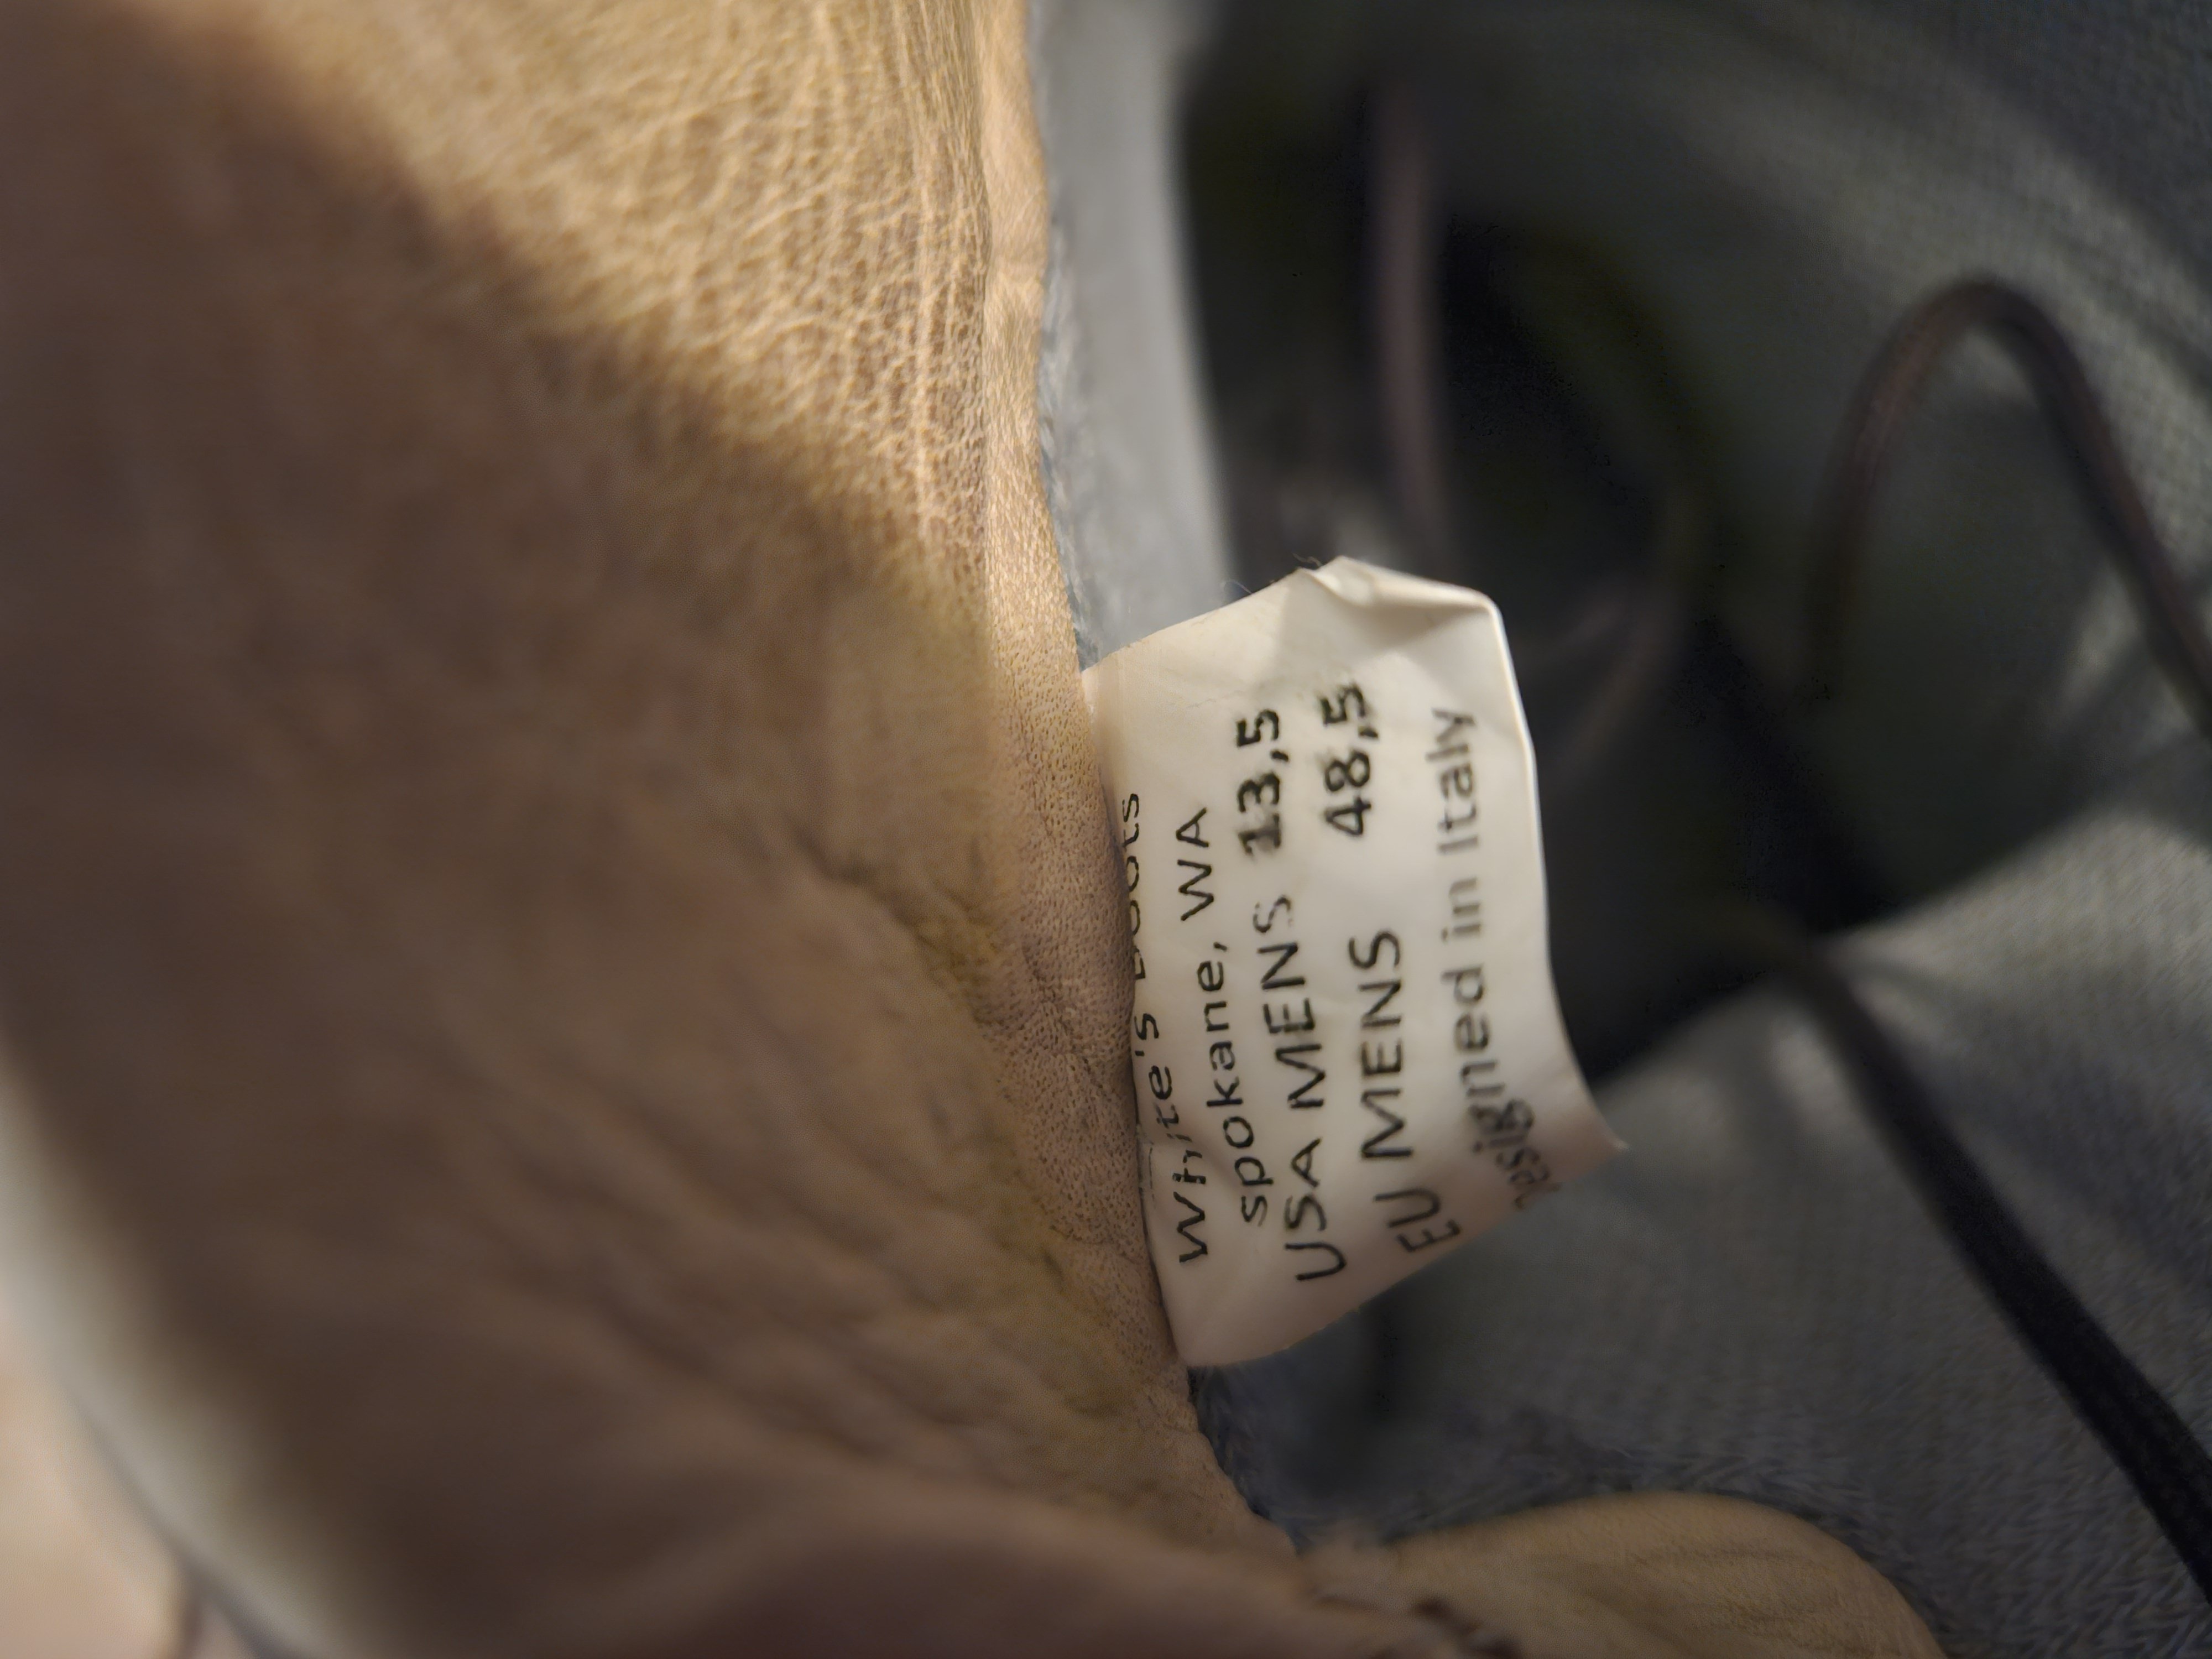 White's Boots
spokane, WA
USA MENS 13,5
EU MENS 48,5
Designed in Italy